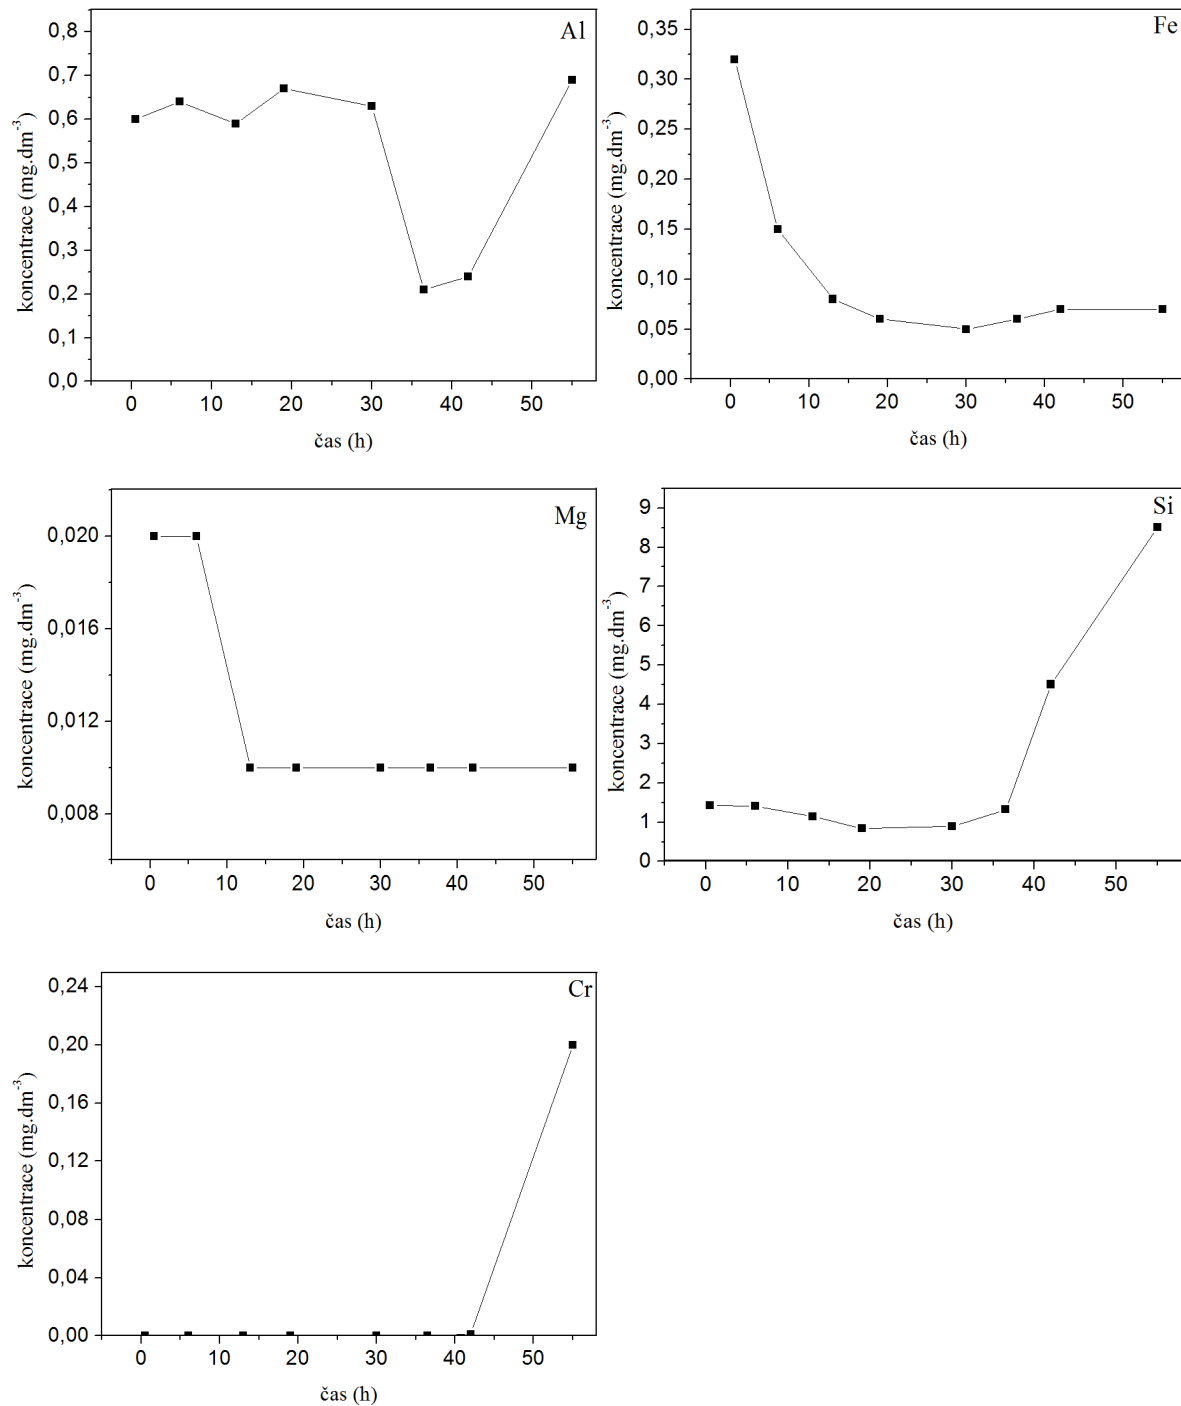 Al
0,8
0,7
0,6
0,5
0,4
0,3
0,2
0,1
0,0
koncentrace (mg.dm⁻³)
0 10 20 30 40 50
čas (h)
Fe
0,35
0,30
0,25
0,20
0,15
0,10
0,05
0,00
koncentrace (mg.dm⁻³)
0 10 20 30 40 50
čas (h)
Mg
0,020
0,016
0,012
0,008
koncentrace (mg.dm⁻³)
0 10 20 30 40 50
čas (h)
Si
9
8
7
6
5
4
3
2
1
0
koncentrace (mg.dm⁻³)
0 10 20 30 40 50
čas (h)
Cr
0,24
0,20
0,16
0,12
0,08
0,04
0,00
koncentrace (mg.dm⁻³)
0 10 20 30 40 50
čas (h)